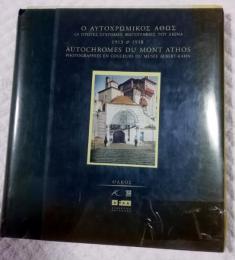 Ο ΑΥΤΟΧΡΩΜΙΚΟΣ ΑΘΩΣ
ΟΙ ΠΡΩΤΕΣ ΕΓΧΡΩΜΕΣ ΦΩΤΟΓΡΑΦΙΕΣ ΤΟΥ ΑΘΩΝΑ
1913 & 1918
AUTOCHROMES DU MONT ATHOS
PHOTOGRAPHIES EN COULEURS DU MUSÉE ALBERT-KAHN
ΟΛΚΟΣ